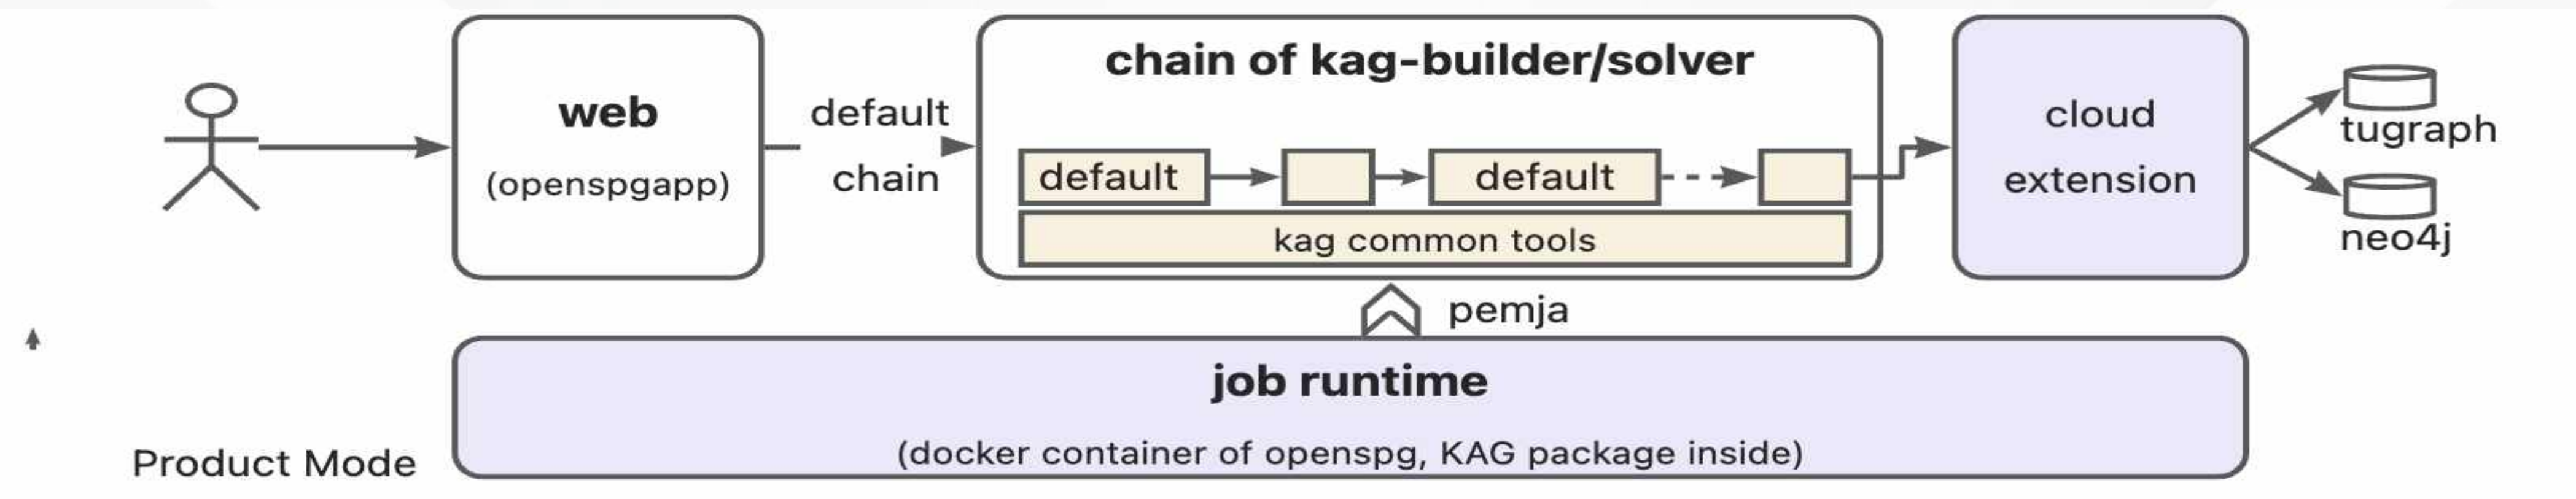 web
(openspgapp)
default
chain
chain of kag-builder/solver
default
default
kag common tools
cloud
extension
tugraph
neo4j
pemja
job runtime
(docker container of openspg, KAG package inside)
Product Mode